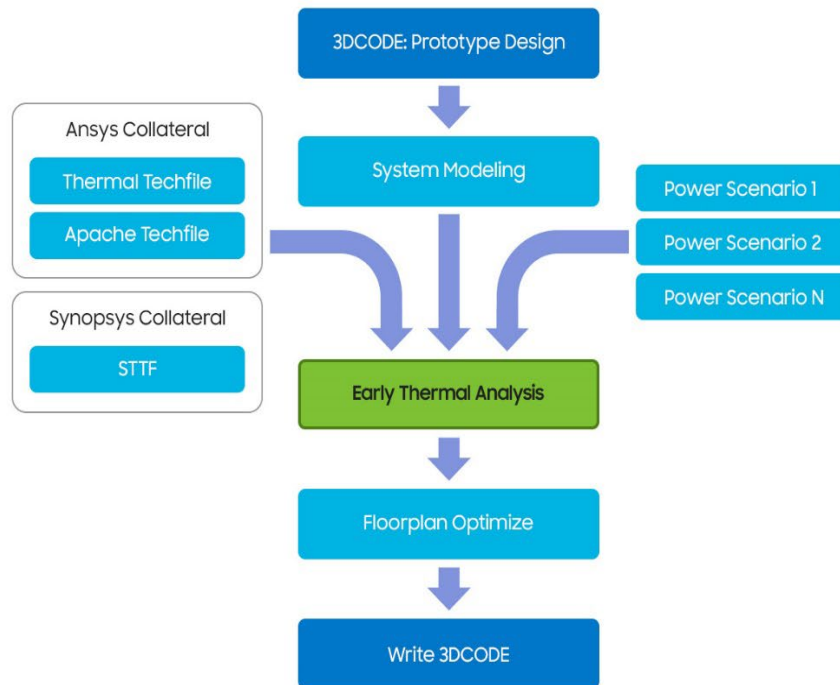 3DCODE: Prototype Design
Ansys Collateral
Thermal Techfile
Apache Techfile
Synopsys Collateral
STTF
System Modeling
Power Scenario 1
Power Scenario 2
Power Scenario N
Early Thermal Analysis
Floorplan Optimize
Write 3DCODE